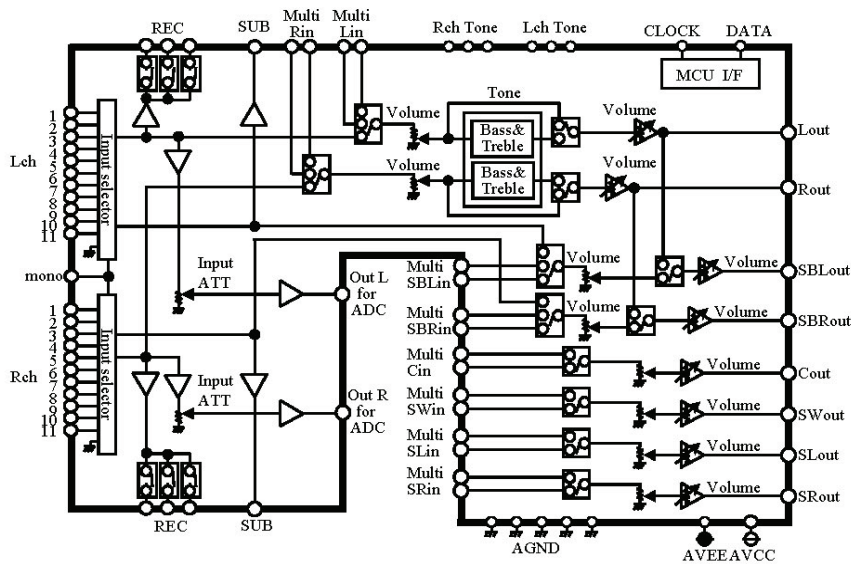 REC
SUB
Multi
Rin
Multi
Lin
Rch Tone
Lch Tone
CLOCK
DATA
MCU I/F
Lch
1
2
3
4
5
6
7
8
9
10
11
Input selector
Volume
Tone
Bass&
Treble
Volume
Lout
Volume
Bass&
Treble
Volume
Rout
mono
Input
ATT
Out L
for
ADC
Multi
SBLin
Volume
Volume
SBLout
Multi
SBRin
Volume
Volume
SBRout
Rch
1
2
3
4
5
6
7
8
9
10
11
Input selector
Input
ATT
Out R
for
ADC
Multi
Cin
Volume
Cout
Multi
SWin
Volume
SWout
Multi
SLin
Volume
SLout
Multi
SRin
Volume
SRout
REC
SUB
AGND
AVEE
AVCC